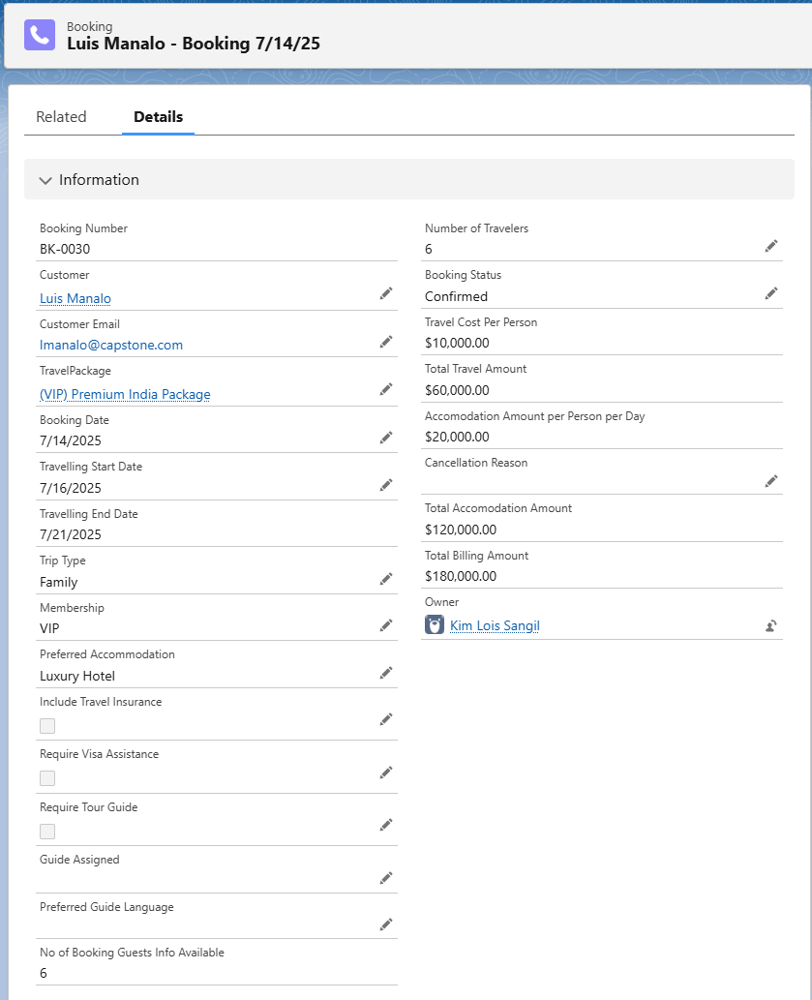 Booking
Luis Manalo - Booking 7/14/25
Related
Details
Information
Booking Number
BK-0030
Customer
Luis Manalo
Customer Email
lmanalo@capstone.com
TravelPackage
(VIP) Premium India Package
Booking Date
7/14/2025
Travelling Start Date
7/16/2025
Travelling End Date
7/21/2025
Trip Type
Family
Membership
VIP
Preferred Accommodation
Luxury Hotel
Include Travel Insurance
Require Visa Assistance
Require Tour Guide
Guide Assigned
Preferred Guide Language
No of Booking Guests Info Available
6
Number of Travelers
6
Booking Status
Confirmed
Travel Cost Per Person
$10,000.00
Total Travel Amount
$60,000.00
Accomodation Amount per Person per Day
$20,000.00
Cancellation Reason
Total Accomodation Amount
$120,000.00
Total Billing Amount
$180,000.00
Owner
Kim Lois Sangil